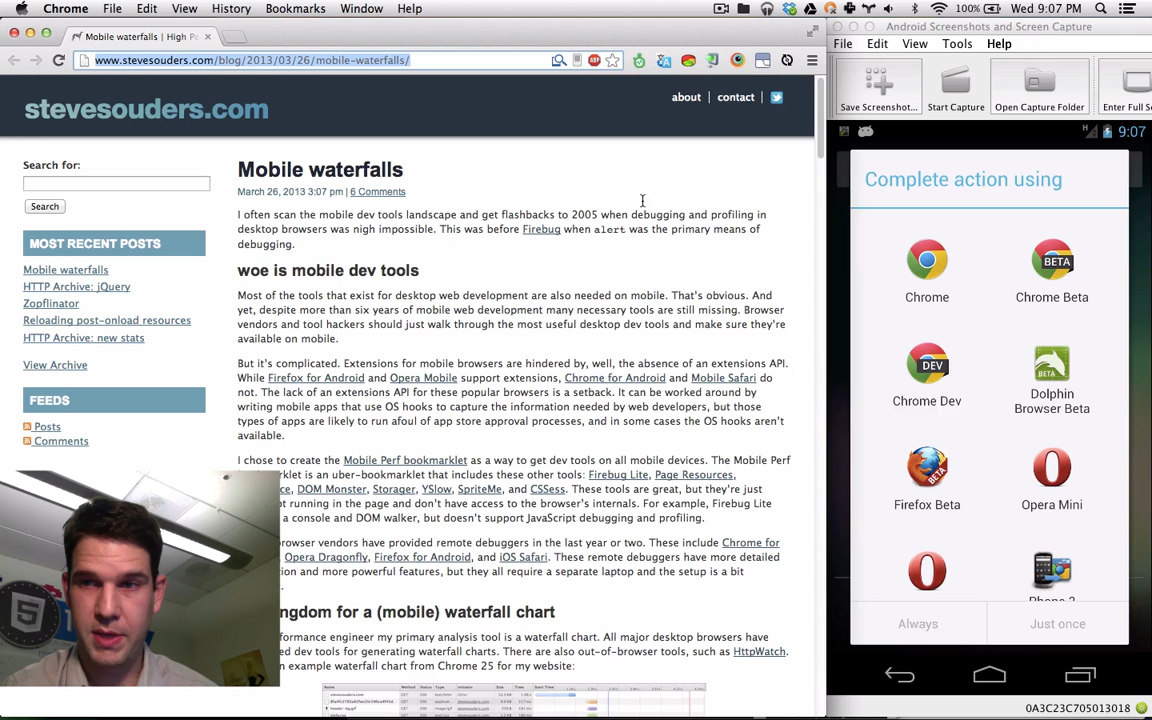 Chrome File Edit View History Bookmarks Window Help 100% Wed 9:07 PM
Mobile waterfalls | High Pe
www.stevesouders.com/blog/2013/03/26/mobile-waterfalls/
stevesouders.com
about | contact
Search for:
Search
MOST RECENT POSTS
Mobile waterfalls
HTTP Archive: jQuery
Zopflinator
Reloading post-onload resources
HTTP Archive: new stats
View Archive
FEEDS
Posts
Comments
Mobile waterfalls
March 26, 2013 3:07 pm | 6 Comments
I often scan the mobile dev tools landscape and get flashbacks to 2005 when debugging and profiling in
desktop browsers was nigh impossible. This was before Firebug when alert was the primary means of
debugging.
woe is mobile dev tools
Most of the tools that exist for desktop web development are also needed on mobile. That's obvious. And
yet, despite more than six years of mobile web development many necessary tools are still missing. Browser
vendors and tool hackers should just walk through the most useful desktop dev tools and make sure they're
available on mobile.
But it's complicated. Extensions for mobile browsers are hindered by, well, the absence of an extensions API.
While Firefox for Android and Opera Mobile support extensions, Chrome for Android and Mobile Safari do
not. The lack of an extensions API for these popular browsers is a setback. It can be worked around by
writing mobile apps that use OS hooks to capture the information needed by web developers, but those
types of apps are likely to run afoul of app store approval processes, and in some cases the OS hooks aren't
available.
I chose to create the Mobile Perf bookmarklet as a way to get dev tools on all mobile devices. The Mobile Perf
rklet is an uber-bookmarklet that includes these other tools: Firebug Lite, Page Resources,
ce, DOM Monster, Storager, YSlow, SpriteMe, and CSSess. These tools are great, but they're just
t running in the page and don't have access to the browser's internals. For example, Firebug Lite
a console and DOM walker, but doesn't support JavaScript debugging and profiling.
rowser vendors have provided remote debuggers in the last year or two. These include Chrome for
Opera Dragonfly, Firefox for Android, and iOS Safari. These remote debuggers have more detailed
tion and more powerful features, but they all require a separate laptop and the setup is a bit
ngdom for a (mobile) waterfall chart
formance engineer my primary analysis tool is a waterfall chart. All major desktop browsers have
ed dev tools for generating waterfall charts. There are also out-of-browser tools, such as HttpWatch.
n example waterfall chart from Chrome 25 for my website:
Android Screenshots and Screen Capture
File Edit View Tools Help
Save Screenshot... Start Capture Open Capture Folder Enter Full S
H 9:07
Complete action using
Chrome
Chrome Beta
BETA
Chrome Dev
DEV
Dolphin
Browser Beta
BETA
Firefox Beta
Opera Mini
Always
Just once
0A3C23C705013018
5